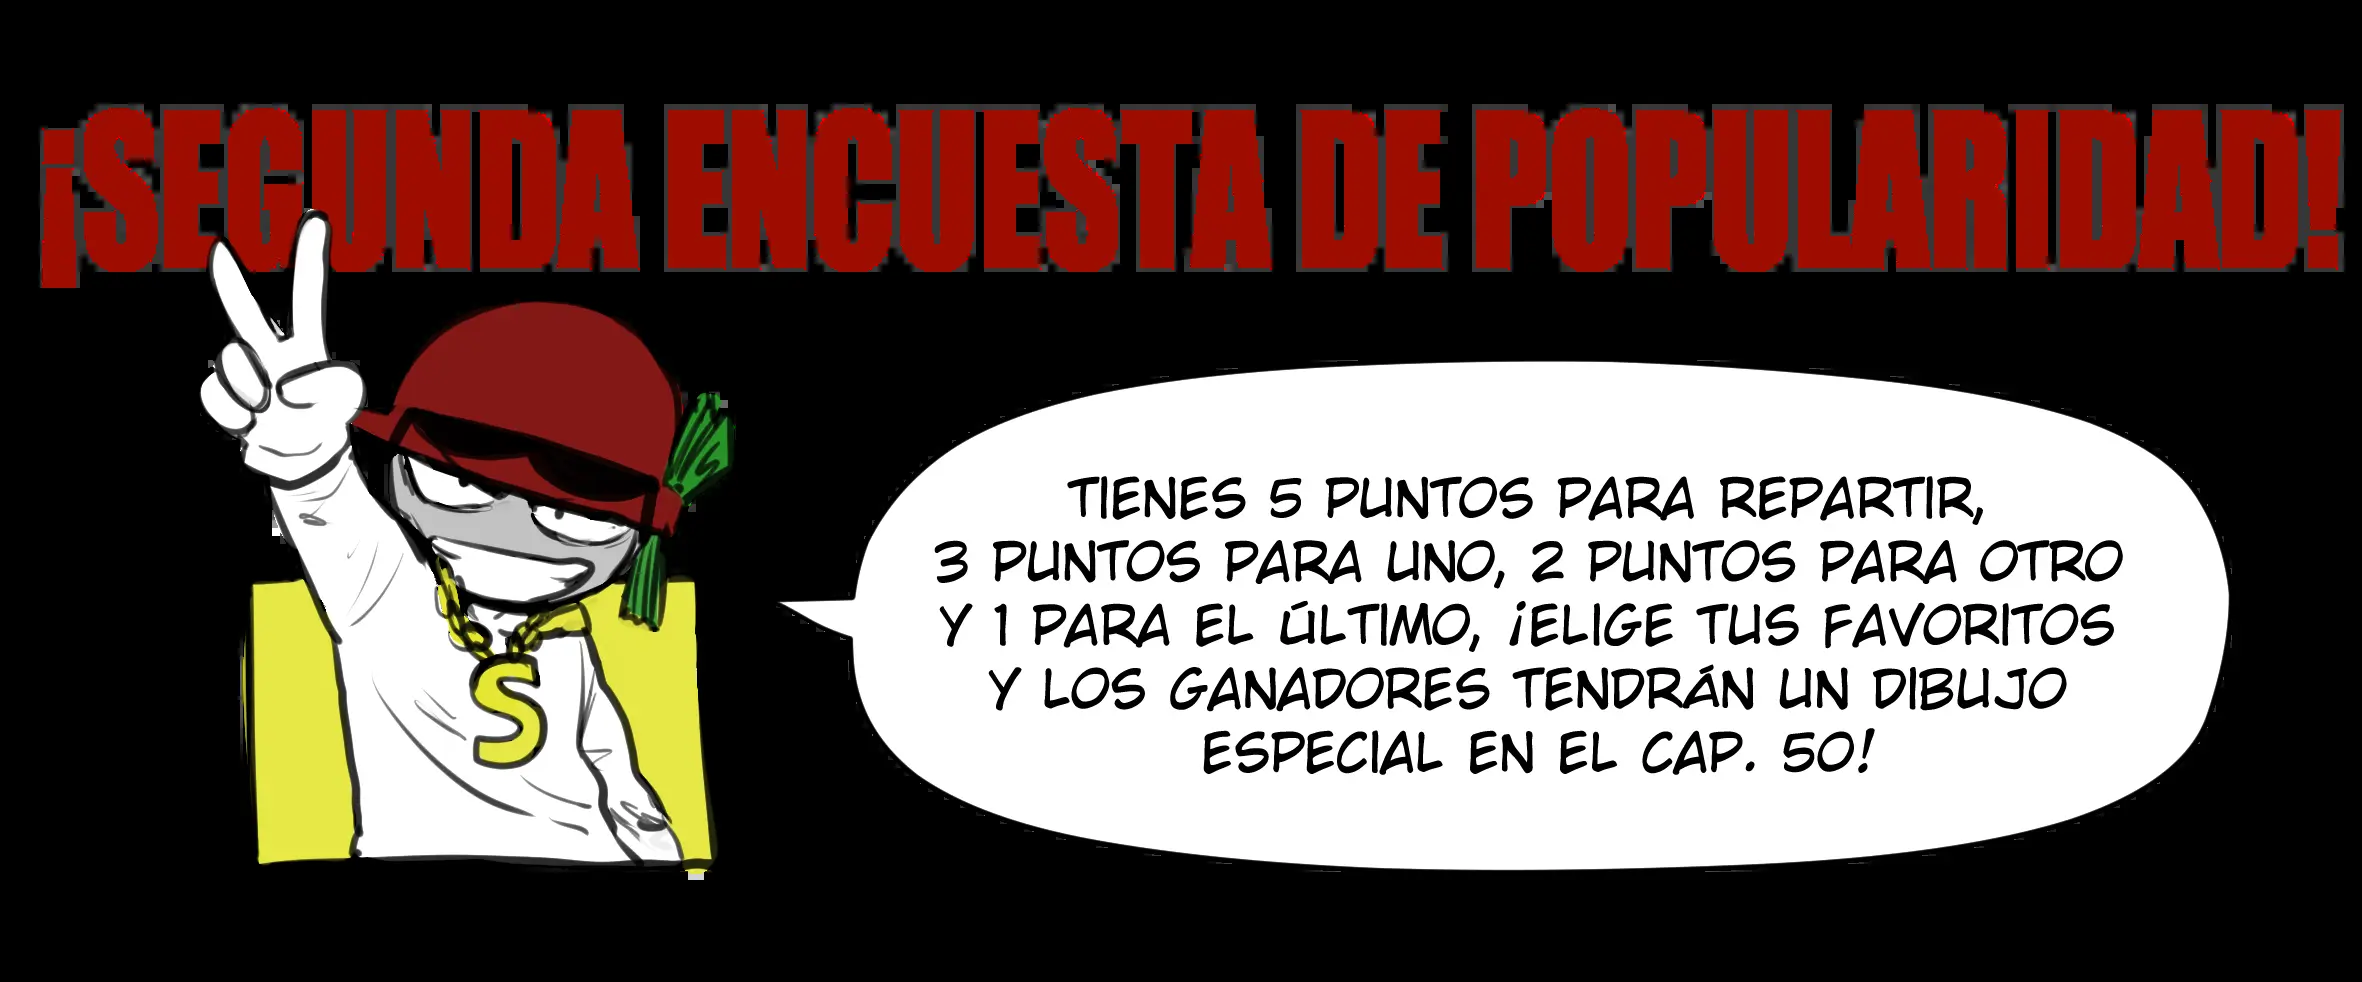 ¡SEGUNDA ENCUESTA DE POPULARIDAD!
TIENES 5 PUNTOS PARA REPARTIR,
3 PUNTOS PARA UNO, 2 PUNTOS PARA OTRO
Y 1 PARA EL ÚLTIMO, ¡ELIGE TUS FAVORITOS
Y LOS GANADORES TENDRÁN UN DIBUJO
ESPECIAL EN EL CAP. 50!
S